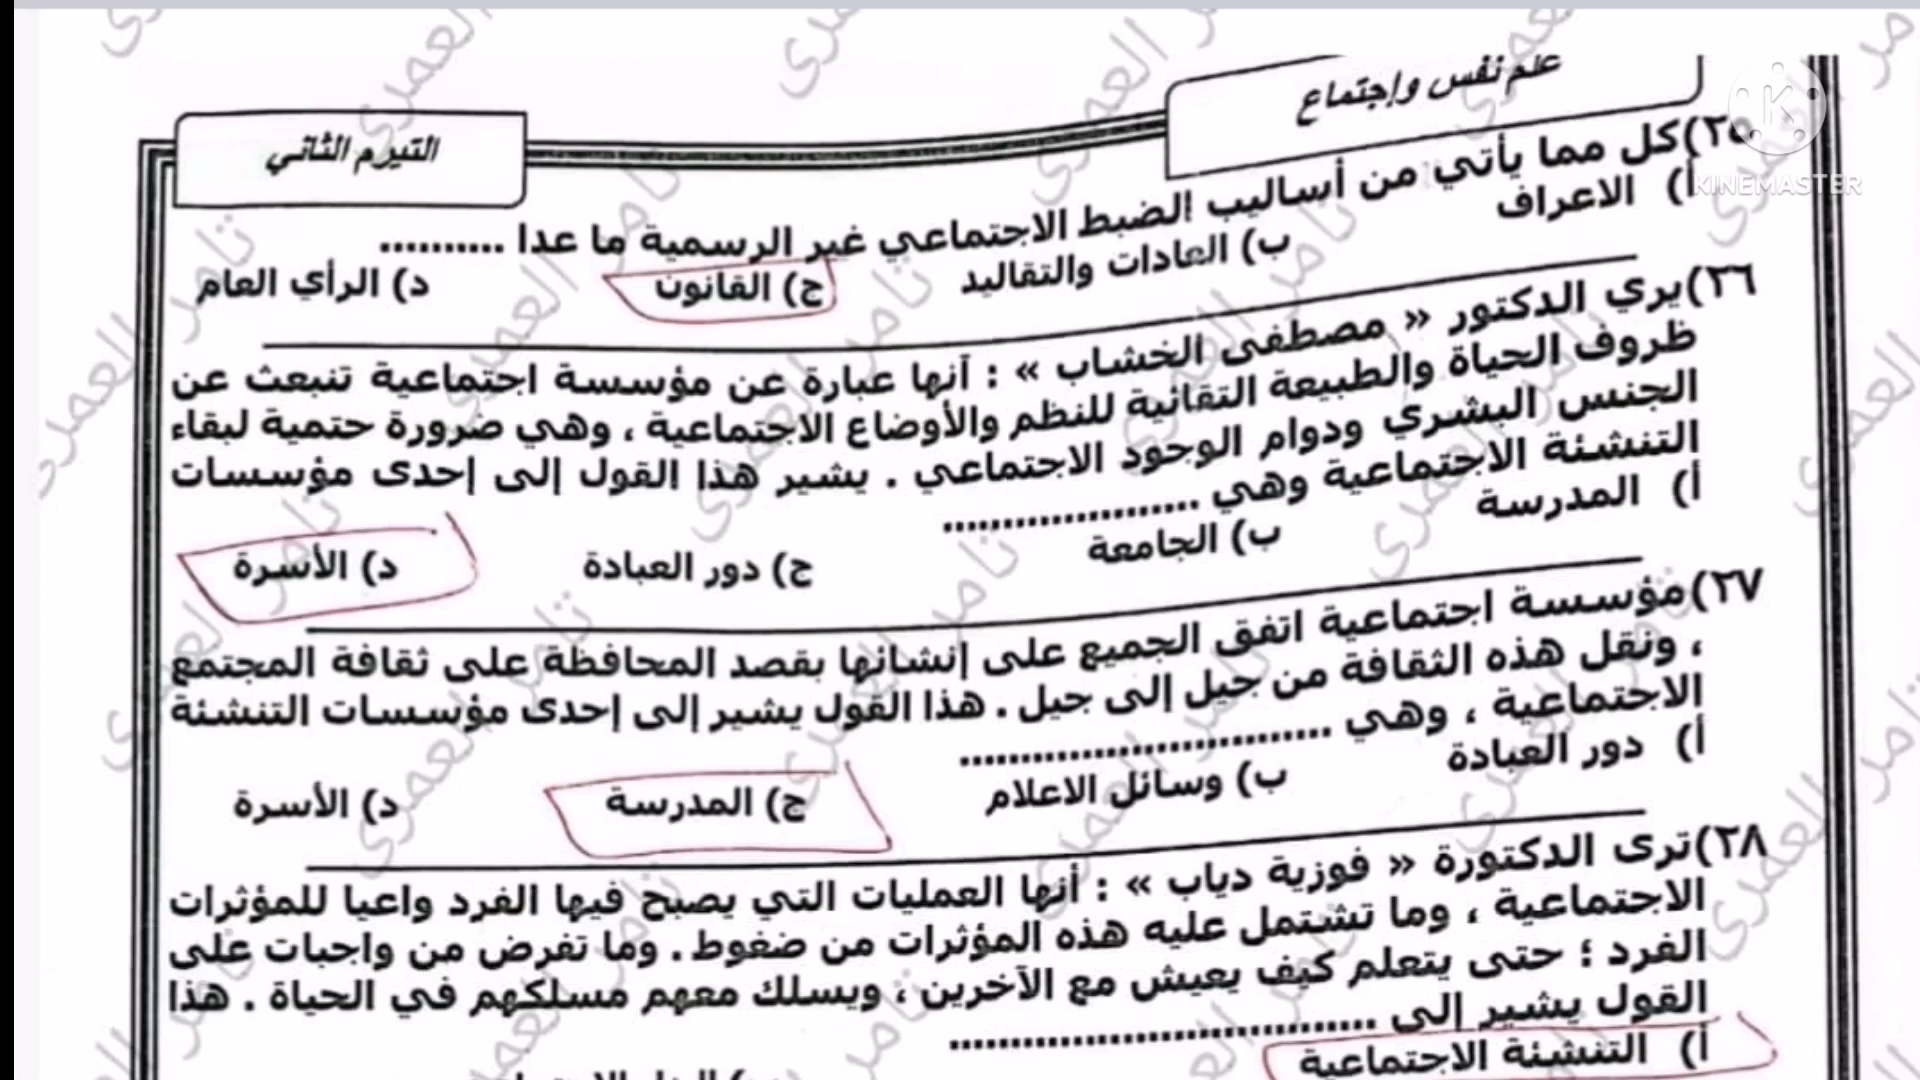 علم نفس وإجتماع
التيرم الثاني
KINEMASTER
٢٥)كل مما يأتي من أساليب الضبط الاجتماعي غير الرسمية ما عدا ..........
أ) الاعراف ب) العادات والتقاليد ج) القانون د) الرأي العام
٢٦)يري الدكتور « مصطفى الخشاب » : أنها عبارة عن مؤسسة اجتماعية تنبعث عن
ظروف الحياة والطبيعة التقائية للنظم والأوضاع الاجتماعية ، وهي ضرورة حتمية لبقاء
الجنس البشري ودوام الوجود الاجتماعي . يشير هذا القول إلى إحدى مؤسسات
التنشئة الاجتماعية وهي .....................
أ) المدرسة ب) الجامعة ج) دور العبادة د) الأسرة
٢٧)مؤسسة اجتماعية اتفق الجميع على إنشائها بقصد المحافظة على ثقافة المجتمع
، ونقل هذه الثقافة من جيل إلى جيل . هذا القول يشير إلى إحدى مؤسسات التنشئة
الاجتماعية ، وهي ..............................
أ) دور العبادة ب) وسائل الاعلام ج) المدرسة د) الأسرة
٢٨)ترى الدكتورة « فوزية دياب » : أنها العمليات التي يصبح فيها الفرد واعيا للمؤثرات
الاجتماعية ، وما تشتمل عليه هذه المؤثرات من ضغوط . وما تفرض من واجبات على
الفرد ؛ حتى يتعلم كيف يعيش مع الآخرين ، ويسلك معهم مسلكهم في الحياة . هذا
القول يشير إلى ..................................
أ) التنشئة الاجتماعية
ثامر العمري